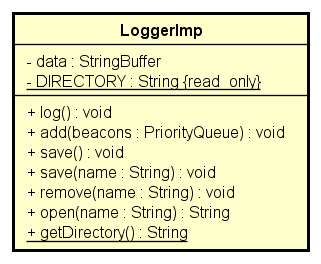 LoggerImp
- data : StringBuffer
- DIRECTORY : String {read_only}
+ log() : void
+ add(beacons : PriorityQueue) : void
+ save() : void
+ save(name : String) : void
+ remove(name : String) : void
+ open(name : String) : String
+ getDirectory() : String